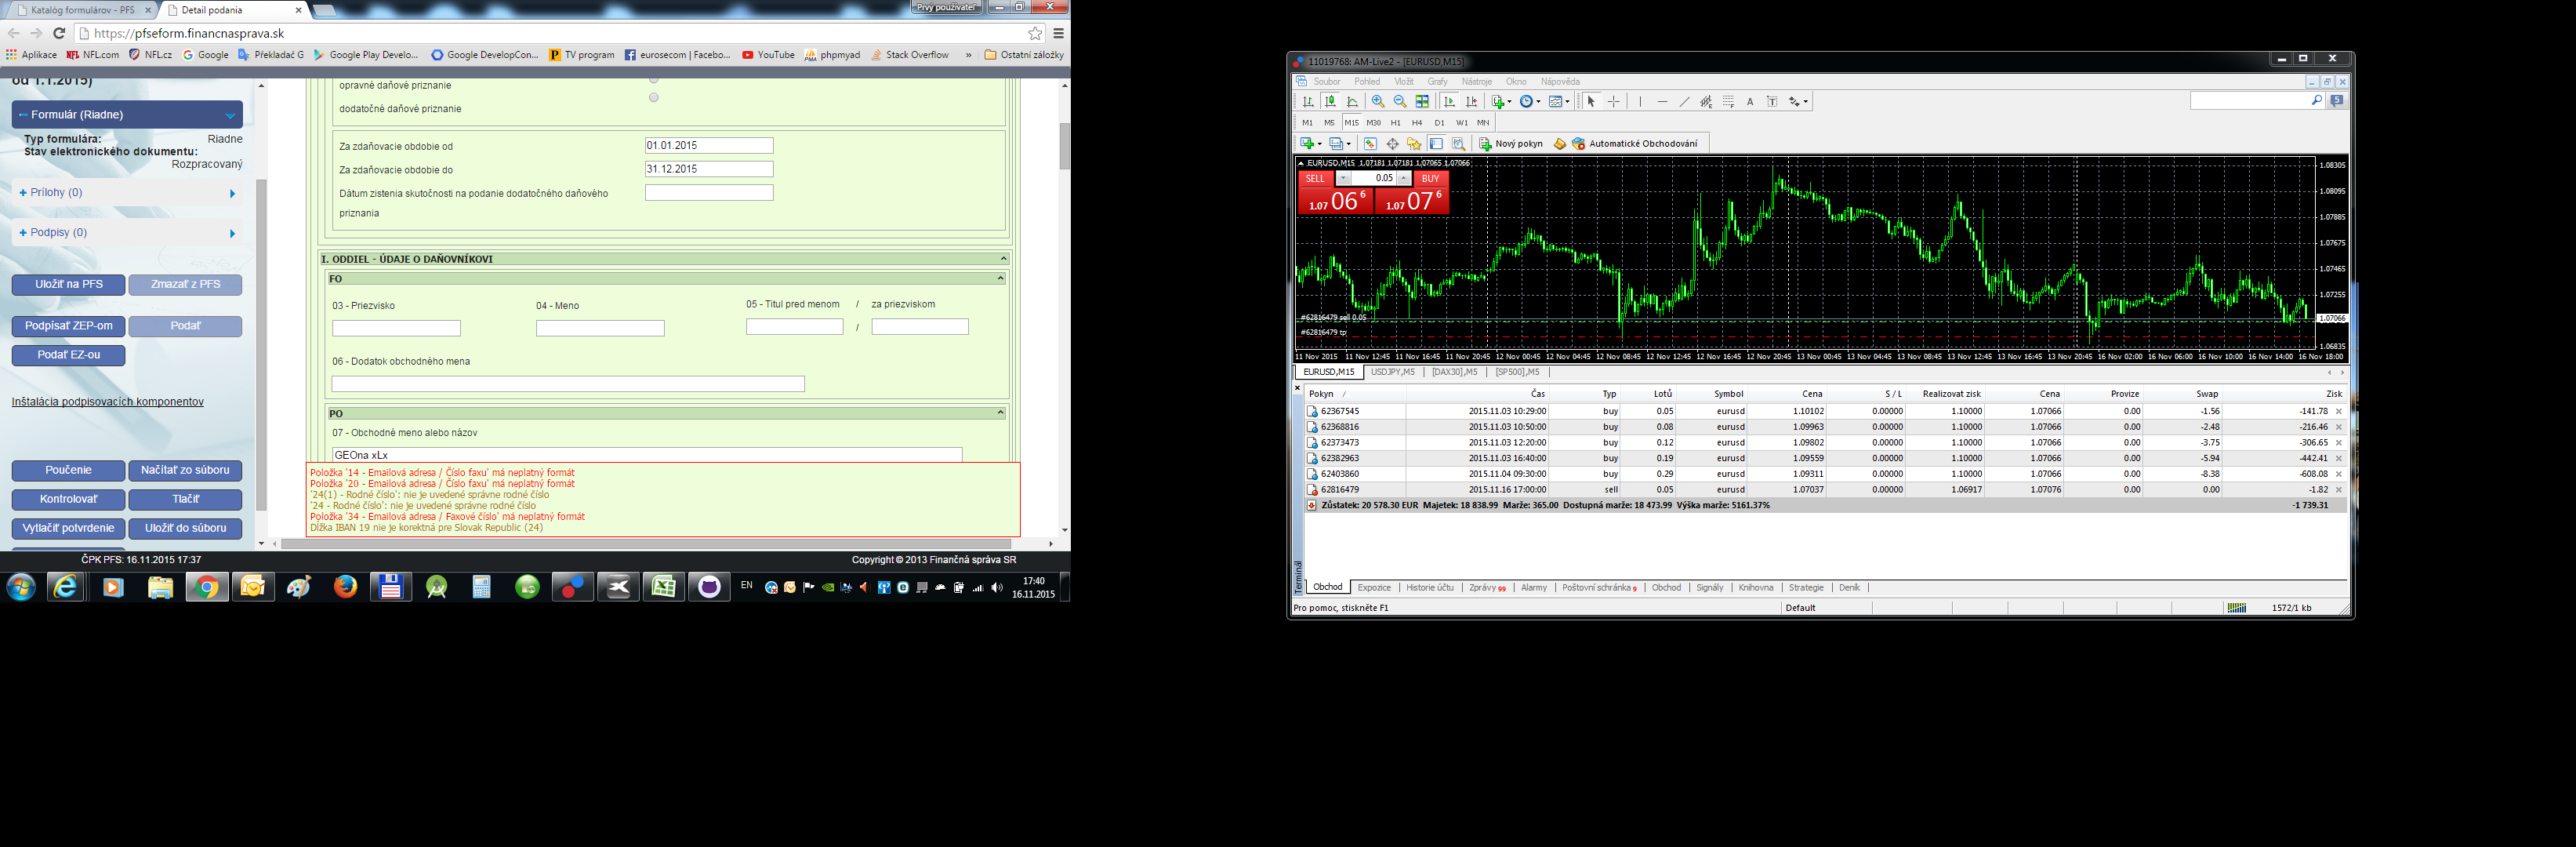 Katalóg formulárov - PFS
Detail podania
Prvý používateľ
https://pfseform.financnasprava.sk
Aplikace NFL.com NFL.cz Google Překladač G Google Play Develo... Google DevelopCon... TV program eurosecom | Facebo... YouTube phpmyad Stack Overflow » Ostatní záložky
od 1.1.2015)
Formulár (Riadne)
Typ formulára: Riadne
Stav elektronického dokumentu:
Rozpracovaný
+ Prílohy (0)
+ Podpisy (0)
Uložiť na PFS Zmazať z PFS
Podpísať ZEP-om Podať
Podať EZ-ou
Inštalácia podpisovacích komponentov
Poučenie Načítať zo súboru
Kontrolovať Tlačiť
Vytlačiť potvrdenie Uložiť do súboru
opravné daňové priznanie
dodatočné daňové priznanie
Za zdaňovacie obdobie od 01.01.2015
Za zdaňovacie obdobie do 31.12.2015
Dátum zistenia skutočnosti na podanie dodatočného daňového
priznania
I. ODDIEL - ÚDAJE O DAŇOVNÍKOVI
FO
03 - Priezvisko 04 - Meno 05 - Titul pred menom / za priezviskom
/
06 - Dodatok obchodného mena
PO
07 - Obchodné meno alebo názov
GEOna xLx
Položka '14 - Emailová adresa / Číslo faxu' má neplatný formát
Položka '20 - Emailová adresa / Číslo faxu' má neplatný formát
'24(1) - Rodné číslo': nie je uvedené správne rodné číslo
'24 - Rodné číslo': nie je uvedené správne rodné číslo
Položka '34 - Emailová adresa / Faxové číslo' má neplatný formát
Dĺžka IBAN 19 nie je korektná pre Slovak Republic (24)
ČPK PFS: 16.11.2015 17:37 Copyright © 2013 Finančná správa SR
EN
17:40
16.11.2015
11019768: AM-Live2 - [EURUSD,M15]
Soubor Pohled Vložit Grafy Nástroje Okno Nápověda
M1 M5 M15 M30 H1 H4 D1 W1 MN
Nový pokyn Automatické Obchodování
EURUSD,M15 1.07181 1.07181 1.07065 1.07066
SELL 0.05 BUY
1.07 06 6 1.07 07 6
1.08305
1.08095
1.07885
1.07675
1.07465
1.07255
1.07066
1.06835
#62816479 sell 0.05
#62816479 tp
11 Nov 2015 11 Nov 12:45 11 Nov 16:45 11 Nov 20:45 12 Nov 00:45 12 Nov 04:45 12 Nov 08:45 12 Nov 12:45 12 Nov 16:45 12 Nov 20:45 13 Nov 00:45 13 Nov 04:45 13 Nov 08:45 13 Nov 12:45 13 Nov 16:45 13 Nov 20:45 16 Nov 02:00 16 Nov 06:00 16 Nov 10:00 16 Nov 14:00 16 Nov 18:00
EURUSD,M15 USDJPY,M5 [DAX30],M5 [SP500],M5
Pokyn / Čas Typ Lotů Symbol Cena S / L Realizovat zisk Cena Provize Swap Zisk
62367545 2015.11.03 10:29:00 buy 0.05 eurusd 1.10102 0.00000 1.10000 1.07066 0.00 -1.56 -141.78
62368816 2015.11.03 10:50:00 buy 0.08 eurusd 1.09963 0.00000 1.10000 1.07066 0.00 -2.48 -216.46
62373473 2015.11.03 12:20:00 buy 0.12 eurusd 1.09802 0.00000 1.10000 1.07066 0.00 -3.75 -306.65
62382963 2015.11.03 16:40:00 buy 0.19 eurusd 1.09559 0.00000 1.10000 1.07066 0.00 -5.94 -442.41
62403860 2015.11.04 09:30:00 buy 0.29 eurusd 1.09311 0.00000 1.10000 1.07066 0.00 -8.38 -608.08
62816479 2015.11.16 17:00:00 sell 0.05 eurusd 1.07037 0.00000 1.06917 1.07076 0.00 0.00 -1.82
Zůstatek: 20 578.30 EUR Majetek: 18 838.99 Marže: 365.00 Dostupná marže: 18 473.99 Výška marže: 5161.37% -1 739.31
Terminál
Obchod Expozice Historie účtu Zprávy 99 Alarmy Poštovní schránka 9 Obchod Signály Knihovna Strategie Deník
Pro pomoc, stiskněte F1 Default 1572/1 kb